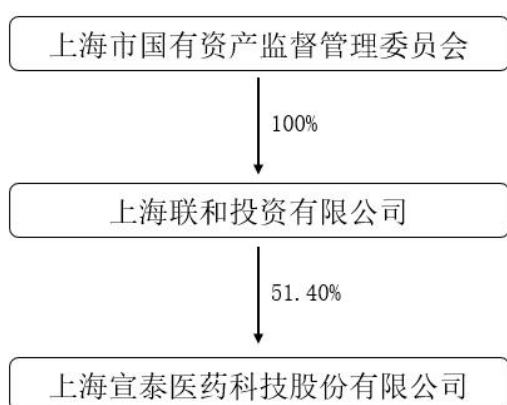 上海市国有资产监督管理委员会
100%
上海联和投资有限公司
51.40%
上海宣泰医药科技股份有限公司